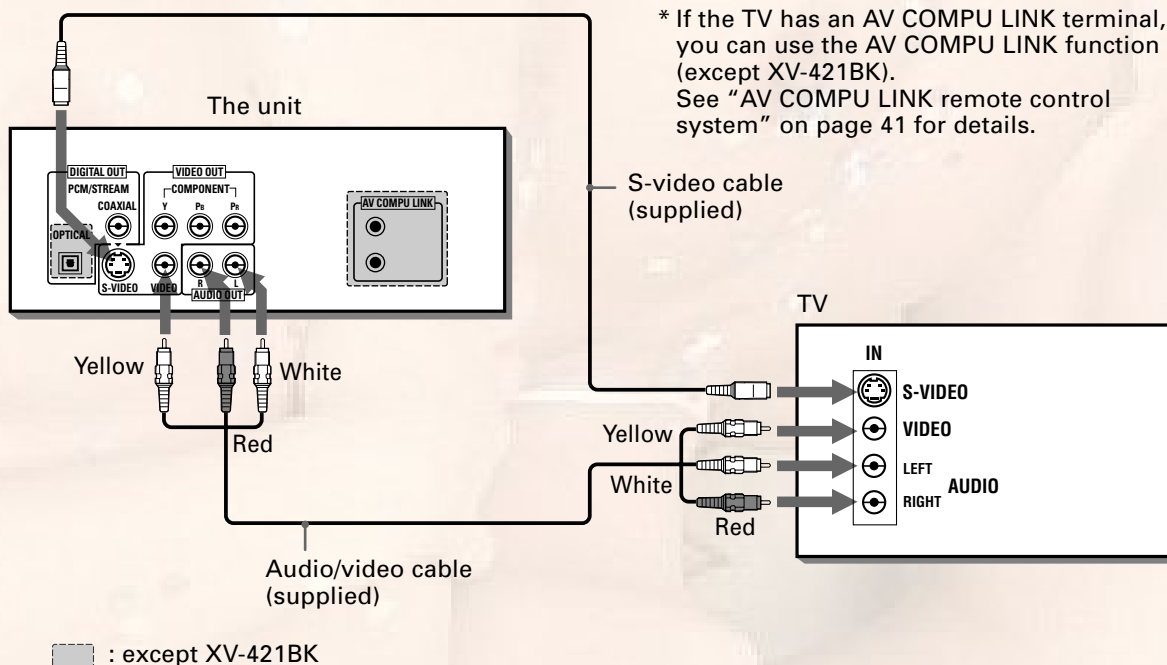 * If the TV has an AV COMPU LINK terminal,
you can use the AV COMPU LINK function
(except XV-421BK).
See “AV COMPU LINK remote control
system” on page 41 for details.
The unit
DIGITAL OUT
PCM/STREAM
COAXIAL
OPTICAL
VIDEO OUT
COMPONENT
Y PB PR
S-VIDEO
VIDEO
R L
AUDIO OUT
AV COMPU LINK
S-video cable
(supplied)
Yellow
White
Red
Audio/video cable
(supplied)
TV
IN
S-VIDEO
VIDEO
LEFT
AUDIO
RIGHT
Yellow
White
Red
: except XV-421BK